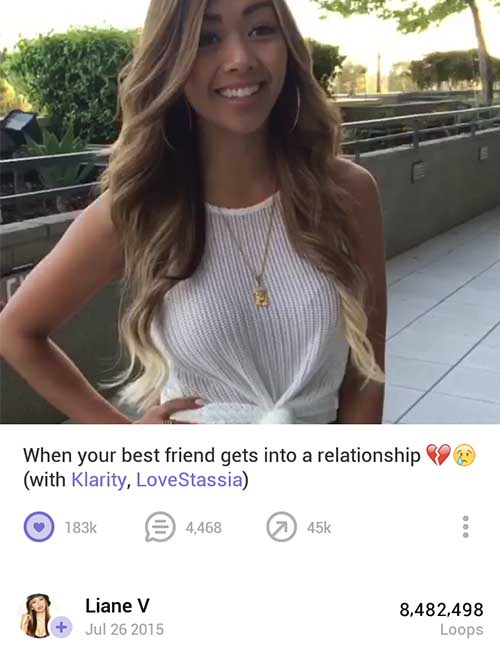 When your best friend gets into a relationship 💔😢
(with Klarity, LoveStassia)
183k 4,468 45k
Liane V 8,482,498
Jul 26 2015 Loops